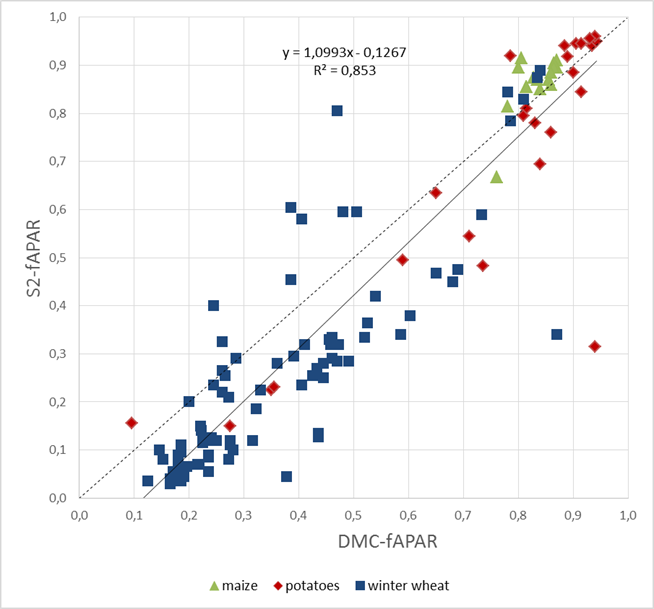 1,0
0,9
0,8
0,7
0,6
0,5
0,4
0,3
0,2
0,1
0,0
S2-fAPAR
y = 1,0993x - 0,1267
R² = 0,853
0,0 0,1 0,2 0,3 0,4 0,5 0,6 0,7 0,8 0,9 1,0
DMC-fAPAR
maize potatoes winter wheat